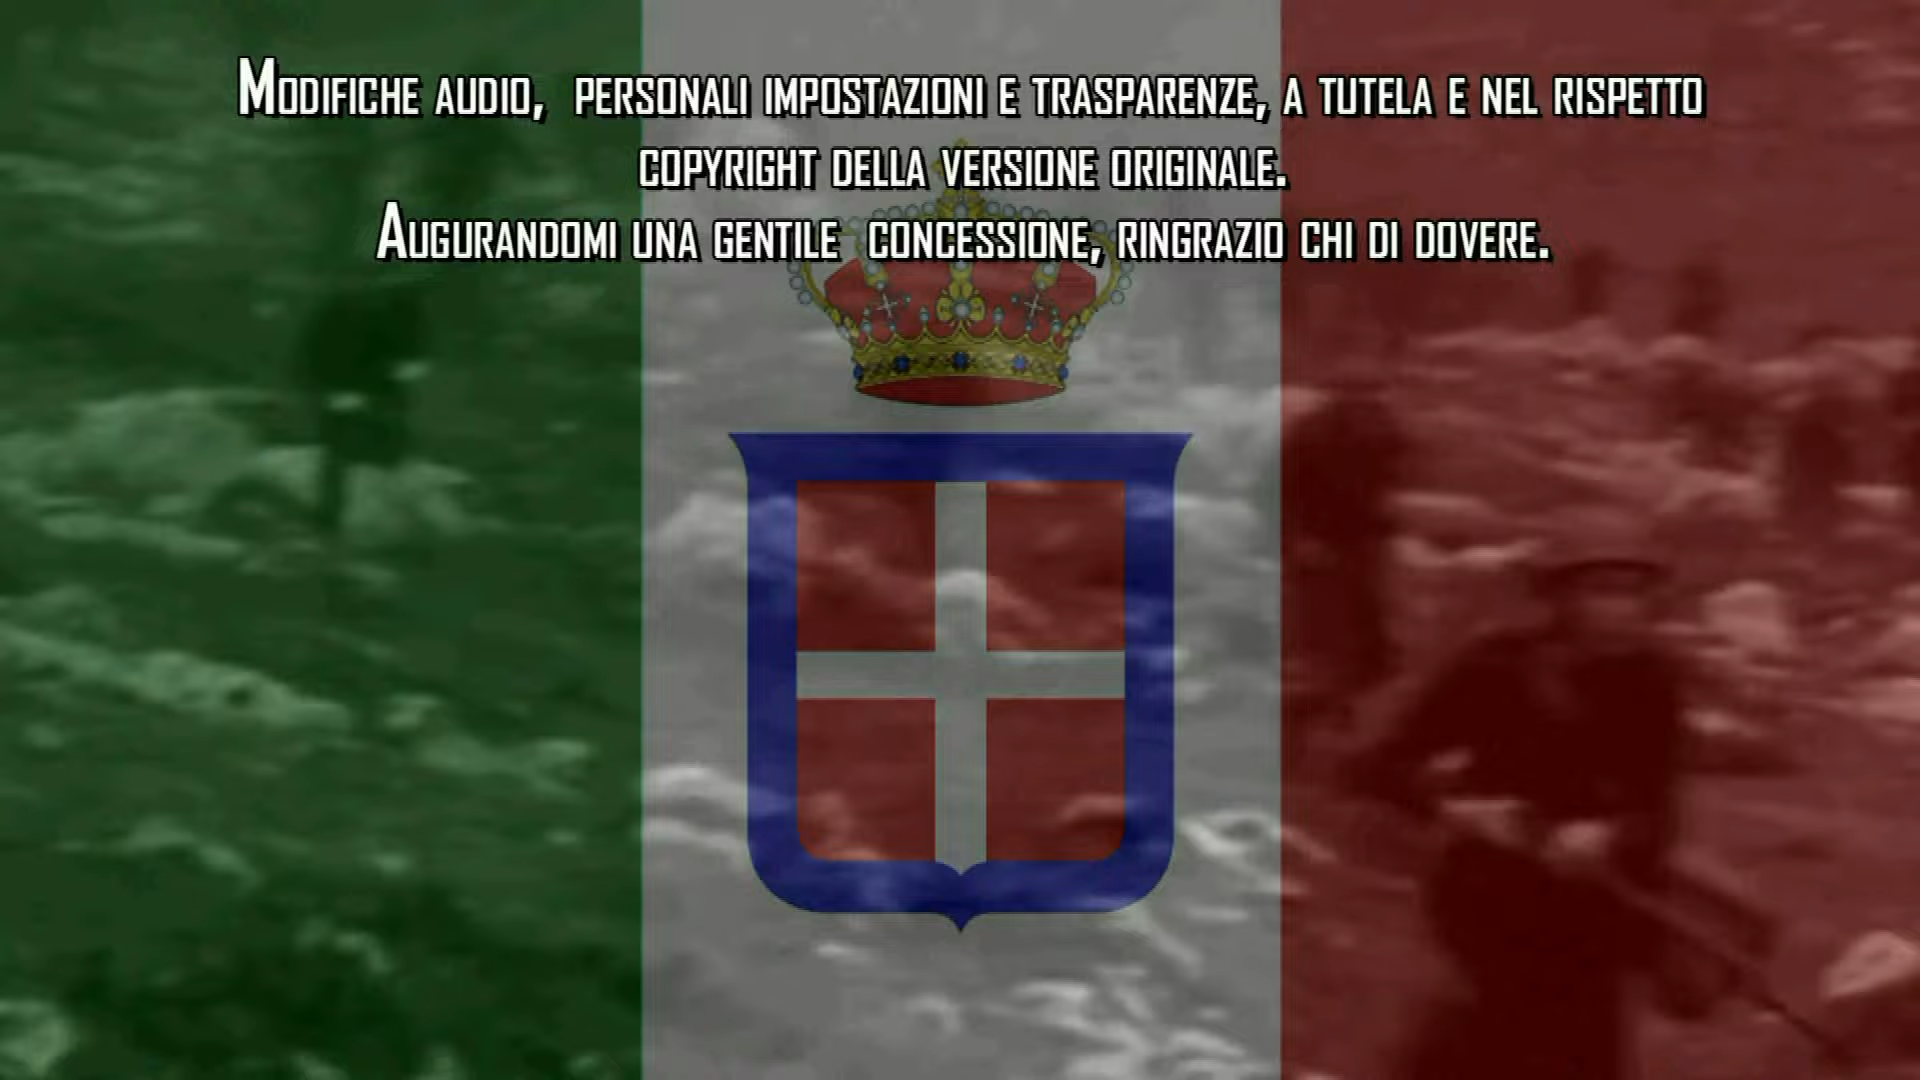 Modifiche audio, personali impostazioni e trasparenze, a tutela e nel rispetto
copyright della versione originale.
Augurandomi una gentile concessione, ringrazio chi di dovere.